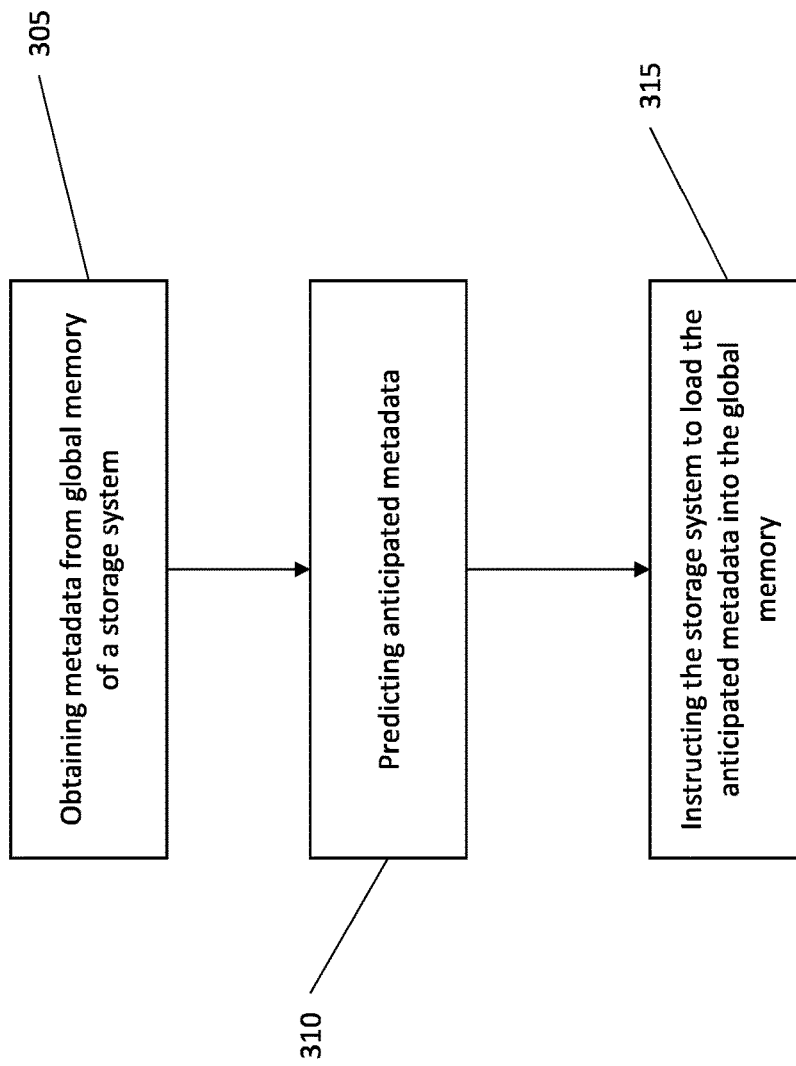 305
Obtaining metadata from global memory
of a storage system
310
Predicting anticipated metadata
315
Instructing the storage system to load the
anticipated metadata into the global
memory